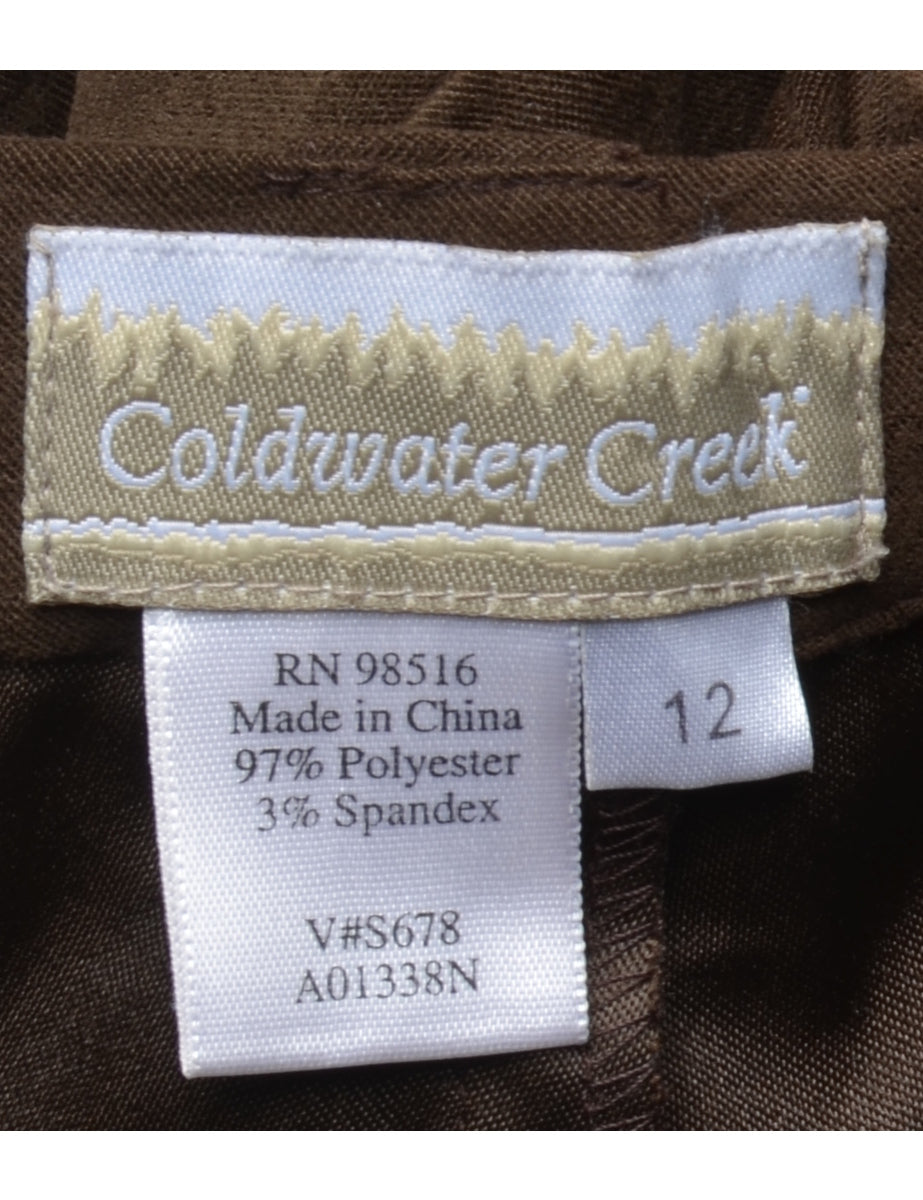 Coldwater Creek
RN 98516
Made in China
97% Polyester
3% Spandex
12
V#S678
A01338N